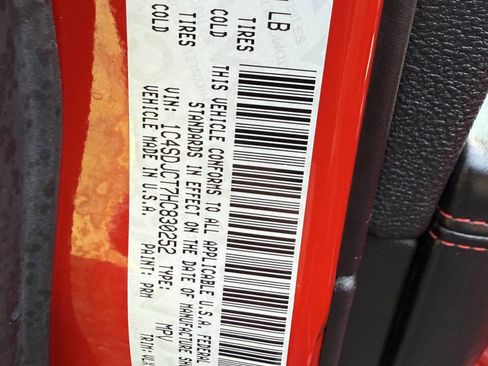 LB
TIRES
COLD
TIRES
COLD
THIS VEHICLE CONFORMS TO ALL APPLICABLE U.S.A. FEDERAL
STANDARDS IN EFFECT ON THE DATE OF MANUFACTURE
VIN: 1C4SDJCT7HC830252 TYPE: MPV
VEHICLE MADE IN U.S.A. PAINT: PRM TRIM: